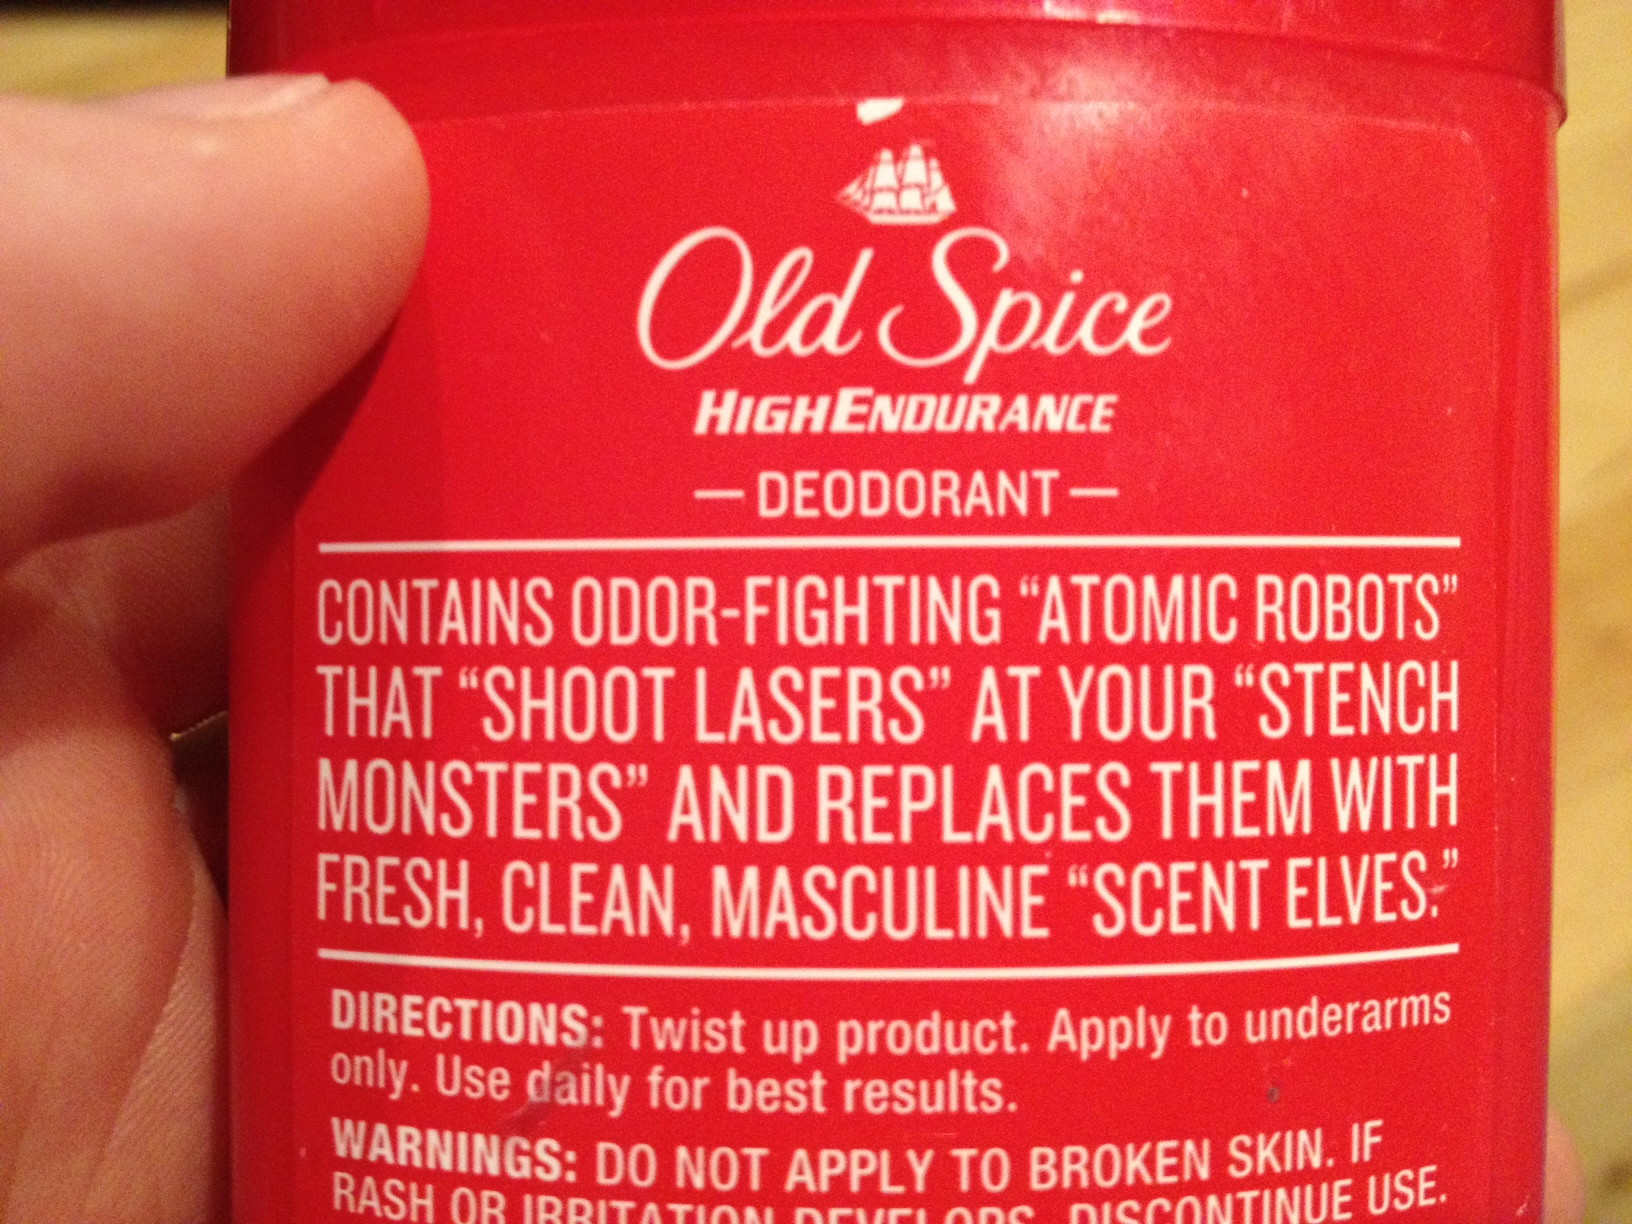 Old Spice
HIGHENDURANCE
— DEODORANT —
CONTAINS ODOR-FIGHTING “ATOMIC ROBOTS”
THAT “SHOOT LASERS” AT YOUR “STENCH
MONSTERS” AND REPLACES THEM WITH
FRESH, CLEAN, MASCULINE “SCENT ELVES.”
DIRECTIONS: Twist up product. Apply to underarms
only. Use daily for best results.
WARNINGS: DO NOT APPLY TO BROKEN SKIN. IF
RASH OR IRRITATION DEVELOPS, DISCONTINUE USE.